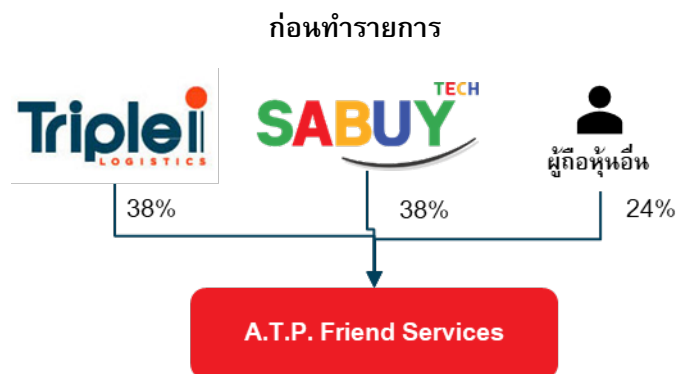 ก่อนทำรายการ
Triplei
LOGISTICS
SABUY
TECH
ผู้ถือหุ้นอื่น
38%
38%
24%
A.T.P. Friend Services